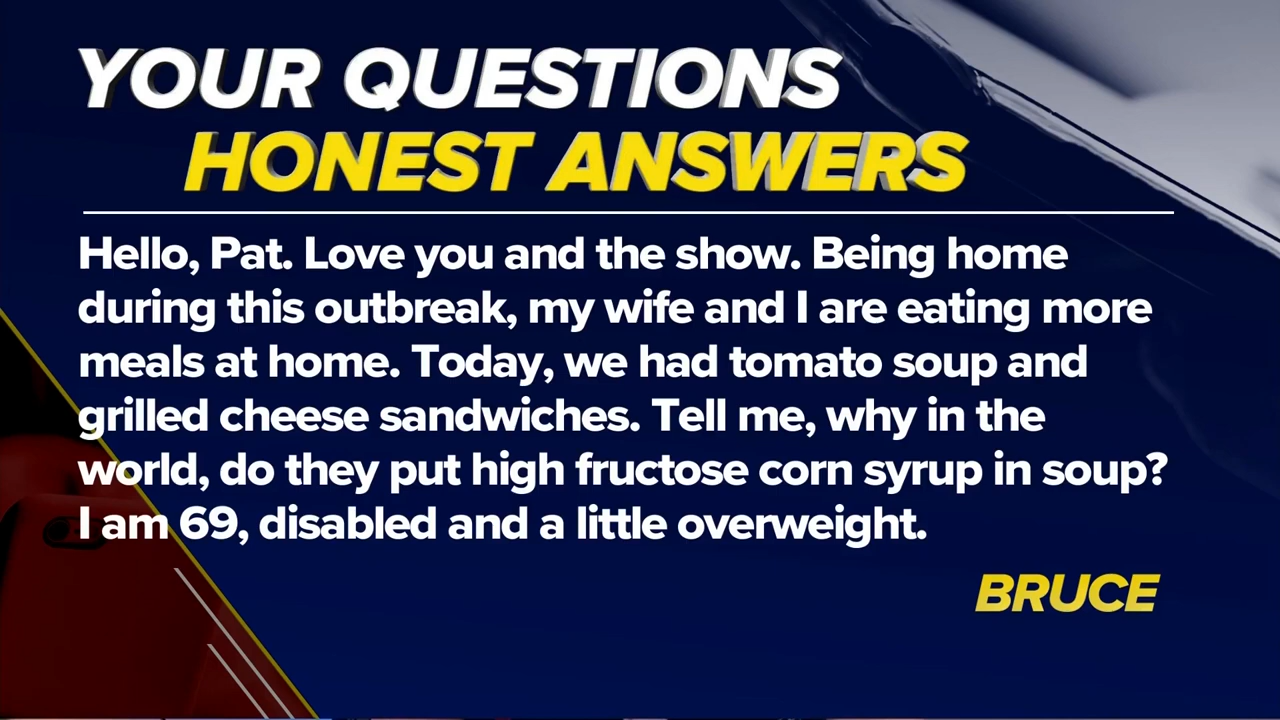 YOUR QUESTIONS
HONEST ANSWERS
Hello, Pat. Love you and the show. Being home
during this outbreak, my wife and I are eating more
meals at home. Today, we had tomato soup and
grilled cheese sandwiches. Tell me, why in the
world, do they put high fructose corn syrup in soup?
I am 69, disabled and a little overweight.
BRUCE